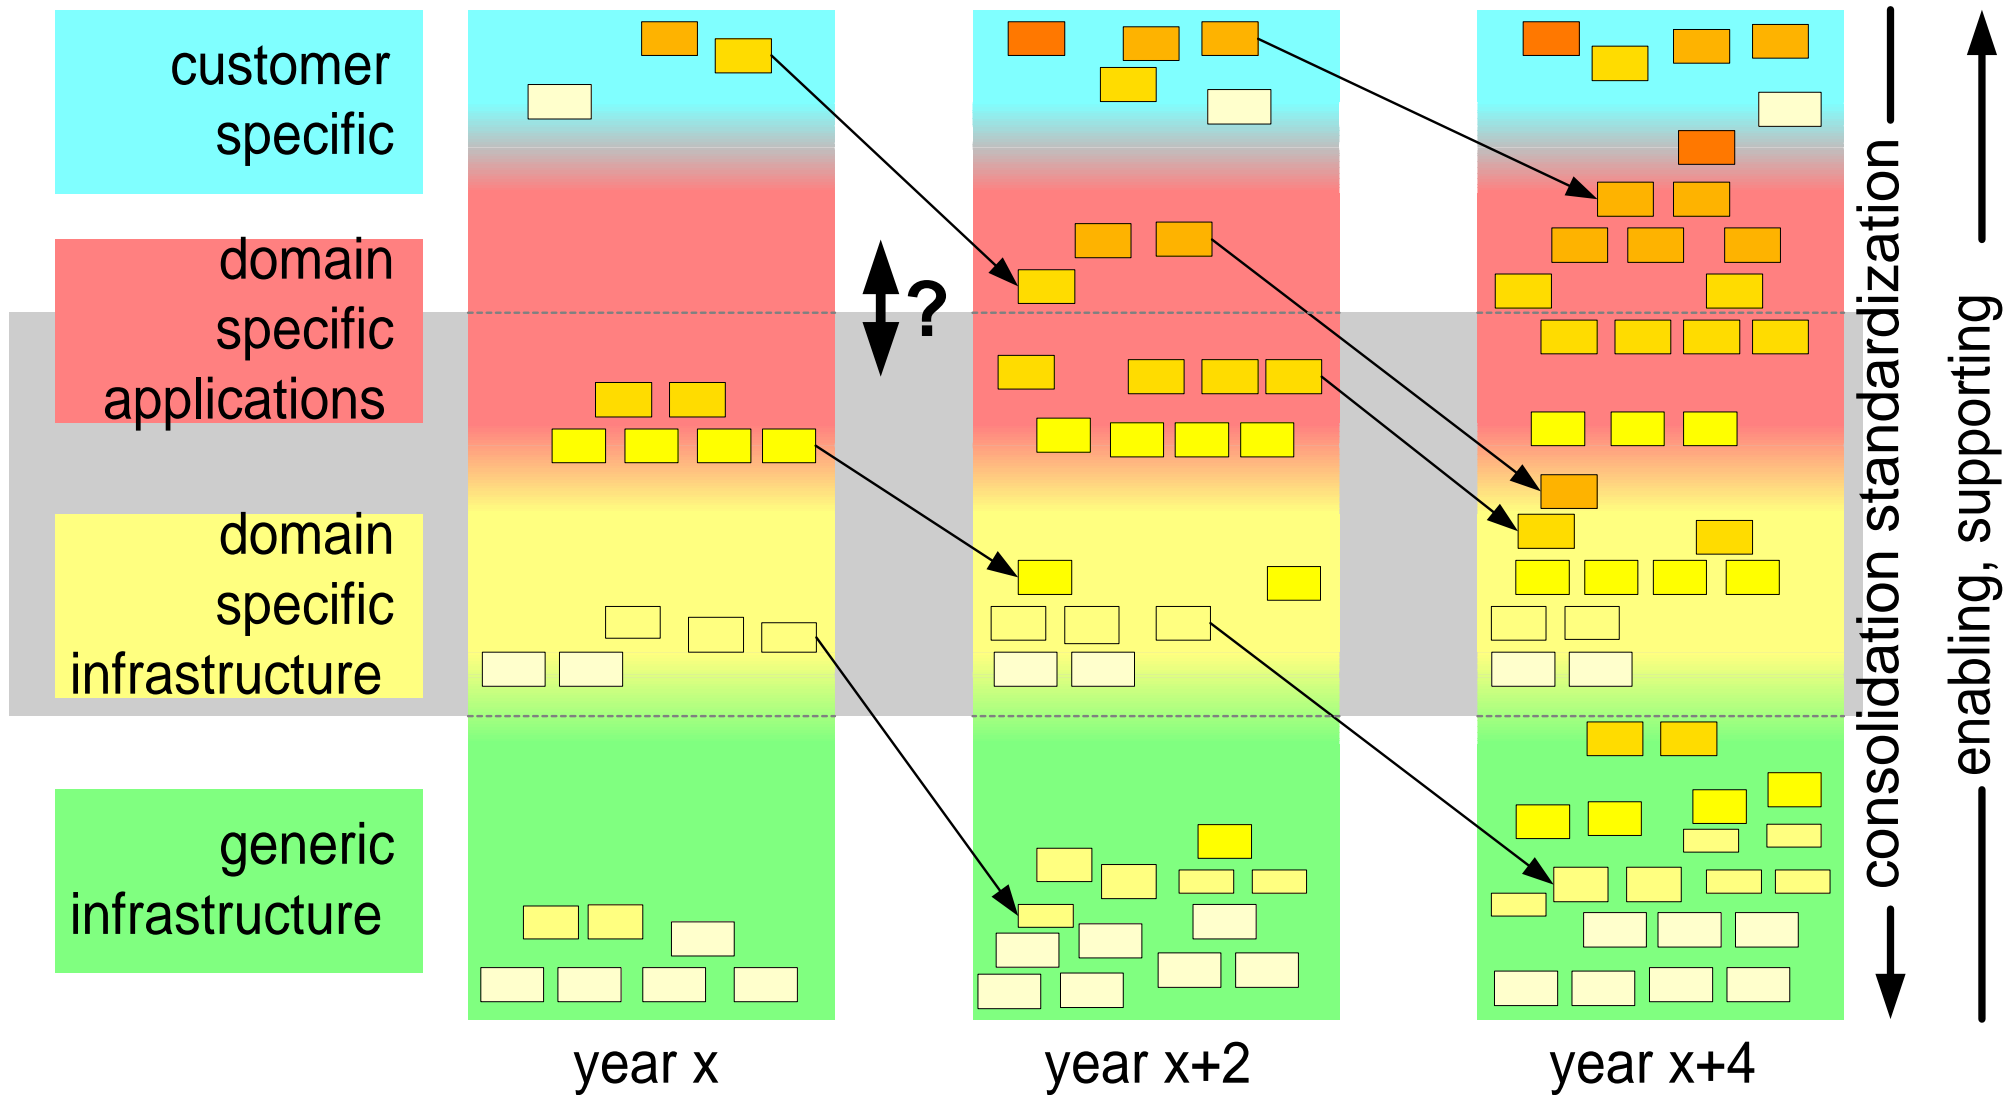 customer
specific
domain
specific
applications
domain
specific
infrastructure
generic
infrastructure
?
year x
year x+2
year x+4
consolidation standardization
enabling, supporting